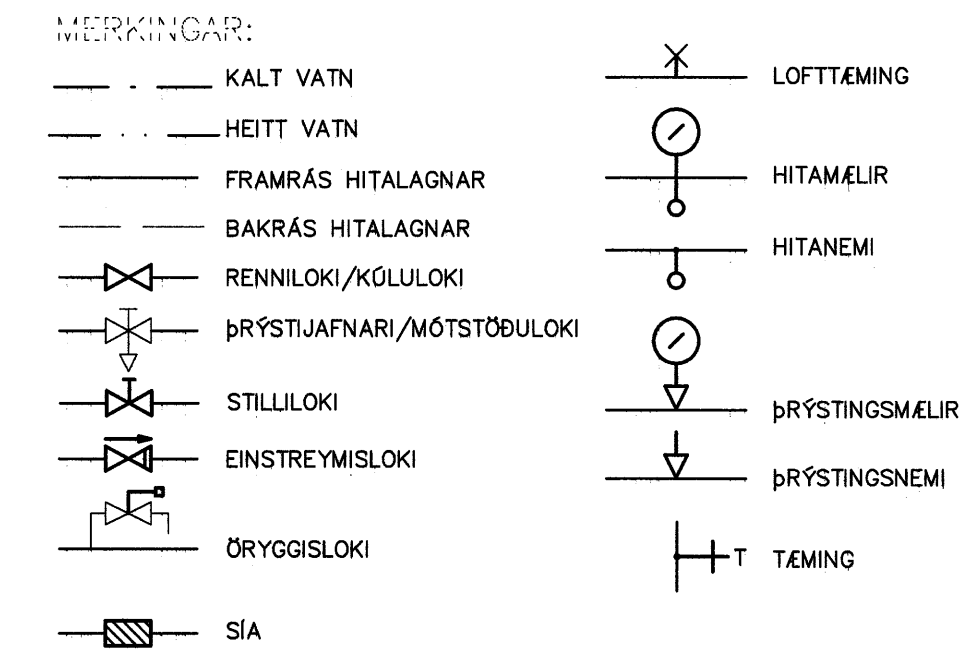 MERKINGAR:
KALT VATN
HEITT VATN
FRAMRÁS HITALAGNAR
BAKRÁS HITALAGNAR
RENNILOKI/KÚLULOKI
ÞRÝSTIJAFNARI/MÓTSTÖÐULOKI
STILLILOKI
EINSTREYMISLOKI
ÖRYGGISLOKI
SÍA
LOFTTÆMING
HITAMÆLIR
HITANEMI
ÞRÝSTINGSMÆLIR
ÞRÝSTINGSNEMI
T TÆMING